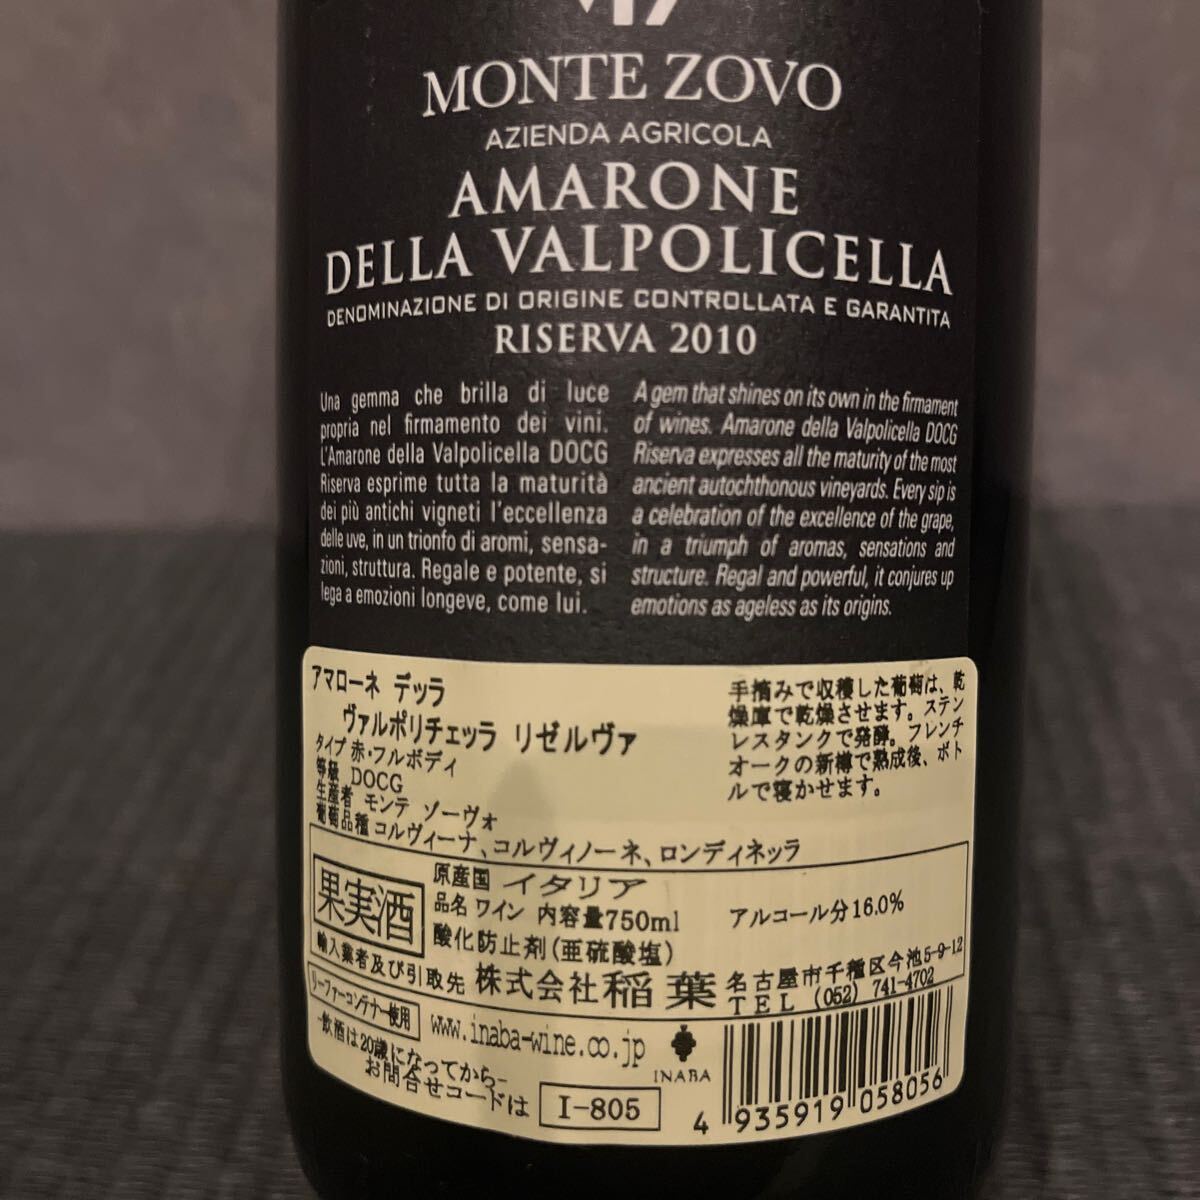 MONTE ZOVO
AZIENDA AGRICOLA
AMARONE
DELLA VALPOLICELLA
DENOMINAZIONE DI ORIGINE CONTROLLATA E GARANTITA
RISERVA 2010
Una gemma che brilla di luce
propria nel firmamento dei vini.
L'Amarone della Valpolicella DOCG
Riserva esprime tutta la maturità
dei più antichi vigneti l'eccellenza
delle uve, in un trionfo di aromi, sensa-
zioni, struttura. Regale e potente, si
lega a emozioni longeve, come lui.
A gem that shines on its own in the firmament
of wines. Amarone della Valpolicella DOCG
Riserva expresses all the maturity of the most
ancient autochthonous vineyards. Every sip is
a celebration of the excellence of the grape,
in a triumph of aromas, sensations and
structure. Regal and powerful, it conjures up
emotions as ageless as its origins.
アマローネ デッラ
ヴァルポリチェッラ リゼルヴァ
タイプ 赤・フルボディ
等級 DOCG
生産者 モンテ ゾーヴォ
葡萄品種 コルヴィーナ、コルヴィノーネ、ロンディネッラ
手摘みで収穫した葡萄は、乾
燥庫で乾燥させます。ステン
レスタンクで発酵。フレンチ
オークの新樽で熟成後、ボト
ルで寝かせます。
果実酒
原産国 イタリア
品名 ワイン 内容量750ml
アルコール分16.0%
酸化防止剤(亜硫酸塩)
輸入業者及び引取先 株式会社 稲葉
名古屋市千種区今池5-9-12
TEL (052) 741-4702
リーファーコンテナー使用
www.inaba-wine.co.jp
INABA
-飲酒は20歳になってから-
お問合せコードは I-805
4 935919 058056